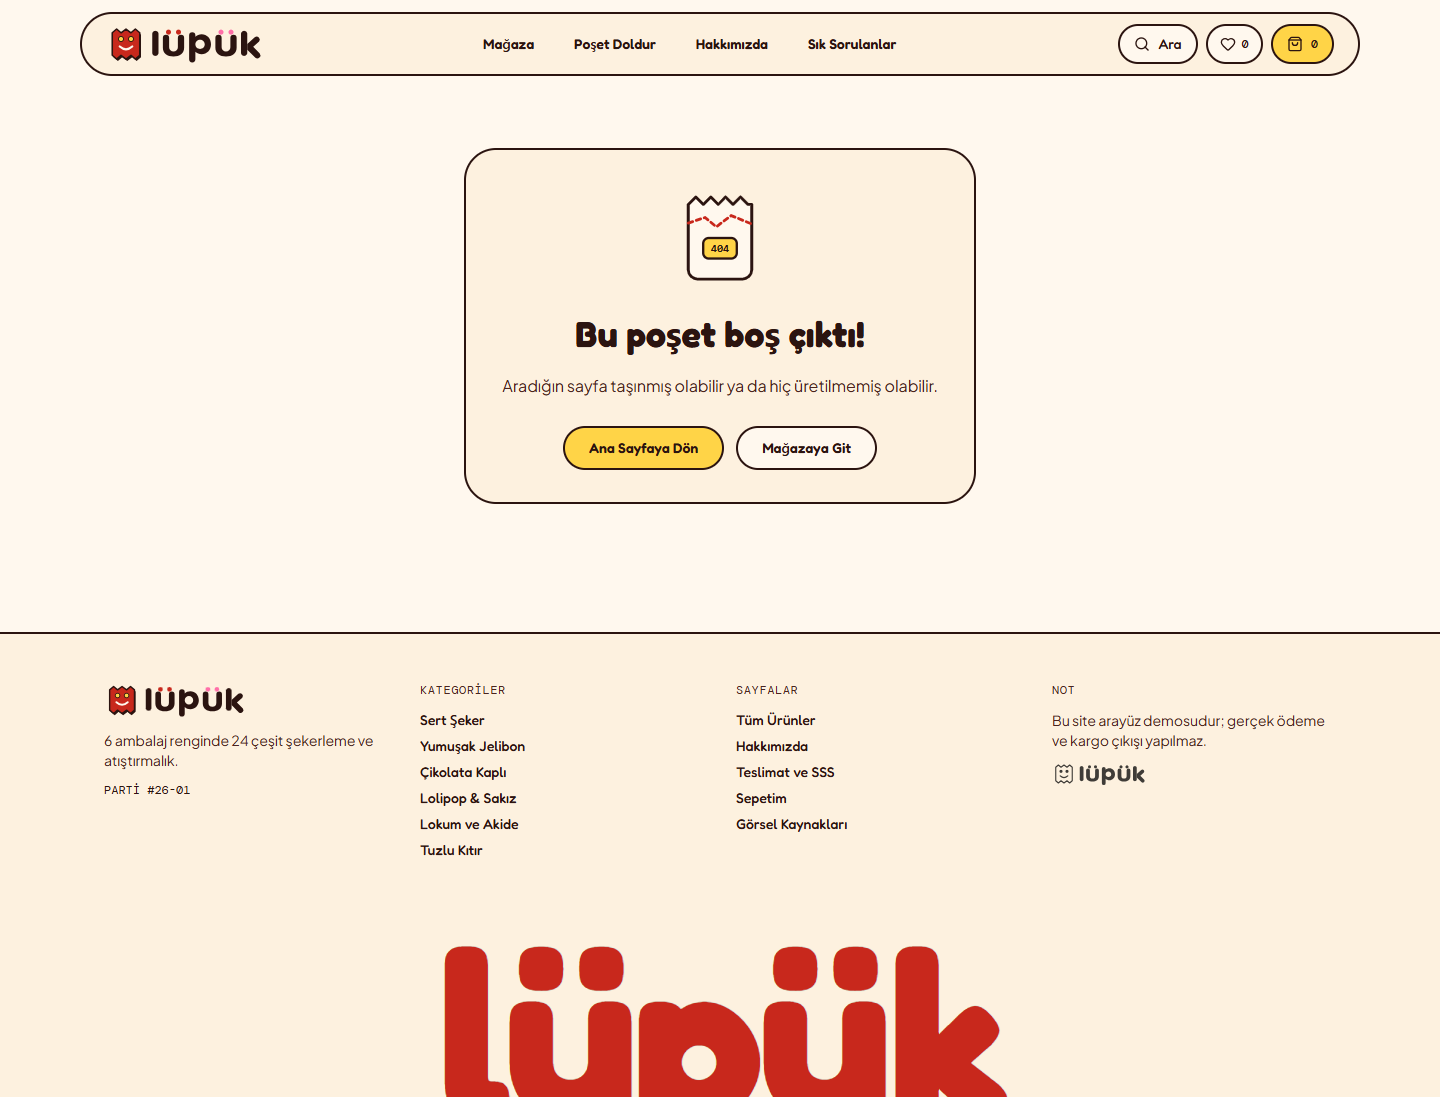 lüpük
Mağaza
Poşet Doldur
Hakkımızda
Sık Sorulanlar
Ara
0
0
404
Bu poşet boş çıktı!
Aradığın sayfa taşınmış olabilir ya da hiç üretilmemiş olabilir.
Ana Sayfaya Dön
Mağazaya Git
lüpük
6 ambalaj renginde 24 çeşit şekerleme ve
atıştırmalık.
PARTİ #26-01
KATEGORİLER
Sert Şeker
Yumuşak Jelibon
Çikolata Kaplı
Lolipop & Sakız
Lokum ve Akide
Tuzlu Kıtır
SAYFALAR
Tüm Ürünler
Hakkımızda
Teslimat ve SSS
Sepetim
Görsel Kaynakları
NOT
Bu site arayüz demosudur; gerçek ödeme
ve kargo çıkışı yapılmaz.
lüpük
lüpük